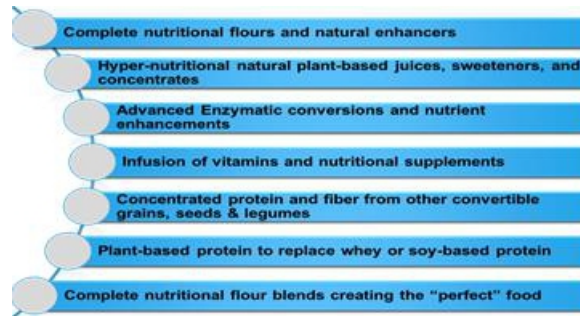 Complete nutritional flours and natural enhancers
Hyper-nutritional natural plant-based juices, sweeteners, and
concentrates
Advanced Enzymatic conversions and nutrient
enhancements
Infusion of vitamins and nutritional supplements
Concentrated protein and fiber from other convertible
grains, seeds & legumes
Plant-based protein to replace whey or soy-based protein
Complete nutritional flour blends creating the “perfect” food